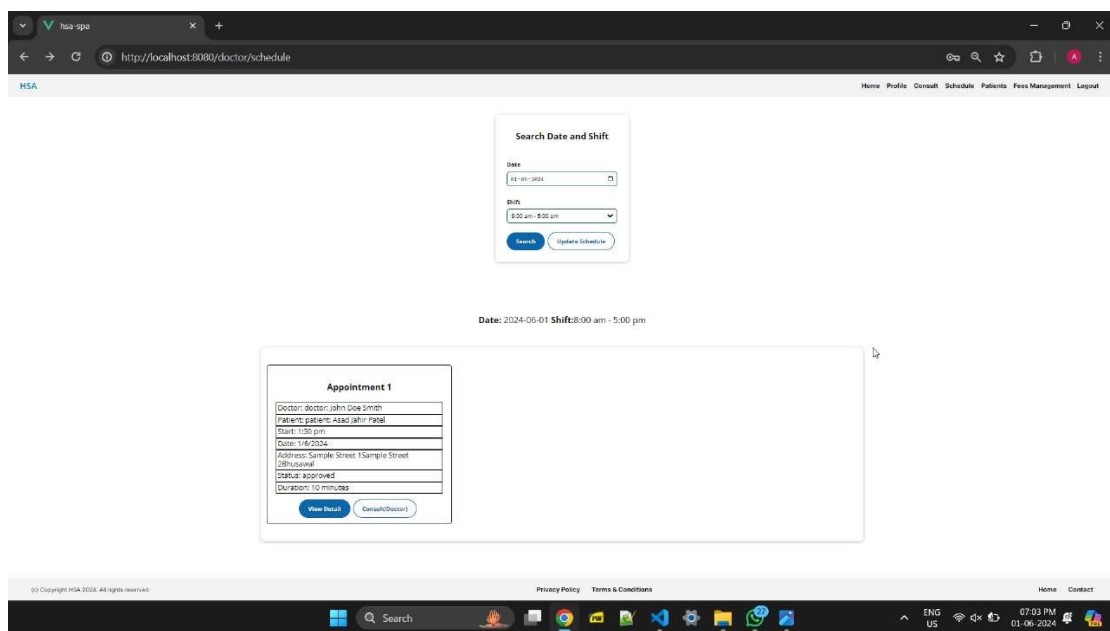 hsa-spa
http://localhost:8080/doctor/schedule
A
HSA
Home Profile Consult Schedule Patients Fees Management Logout
Search Date and Shift
Date
2024
Shift
8:00 am - 5:00 pm
Search Update Schedule
Date: 2024-06-01 Shift:8:00 am - 5:00 pm
Appointment 1
Doctor: doctor: John Doe Smith
Patient: patient: Asad Jahir Patel
Start: 1:30 pm
Date: 1/6/2024
Address: Sample Street 1Sample Street
2Bhusawal
Status: approved
Duration: 10 minutes
View Detail Consult(Doctor)
(c) Copyright HSA 2024. All rights reserved.
Privacy Policy Terms & Conditions
Home Contact
Search
27
ENG
US
07:03 PM
01-06-2024